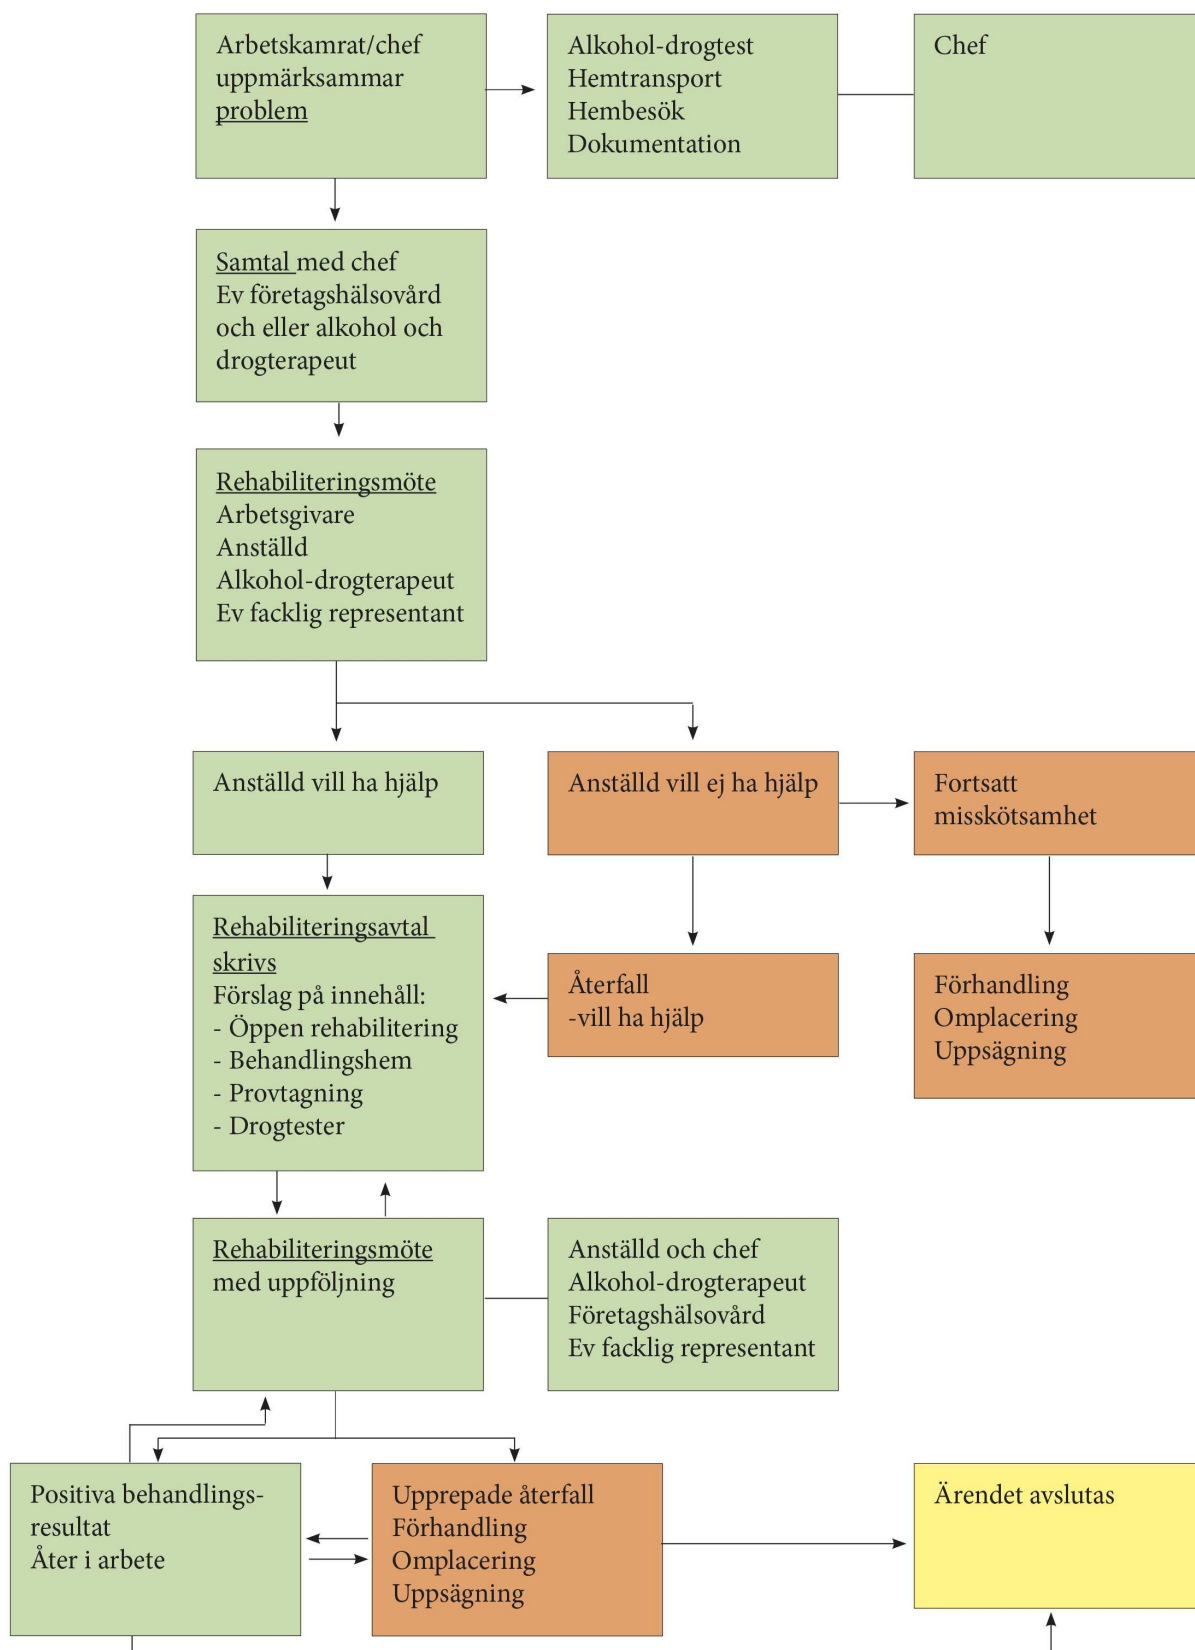 Arbetskamrat/chef
uppmärksammar
problem
Alkohol-drogtest
Hemtransport
Hembesök
Dokumentation
Chef
Samtal med chef
Ev företagshälsovård
och eller alkohol och
drogterapeut
Rehabiliteringsmöte
Arbetsgivare
Anställd
Alkohol-drogterapeut
Ev facklig representant
Anställd vill ha hjälp
Anställd vill ej ha hjälp
Fortsatt
misskötsamhet
Rehabiliteringsavtal
skrivs
Förslag på innehåll:
- Öppen rehabilitering
- Behandlingshem
- Provtagning
- Drogtester
Återfall
-vill ha hjälp
Förhandling
Omplacering
Uppsägning
Rehabiliteringsmöte
med uppföljning
Anställd och chef
Alkohol-drogterapeut
Företagshälsovård
Ev facklig representant
Positiva behandlings-
resultat
Åter i arbete
Upprepade återfall
Förhandling
Omplacering
Uppsägning
Ärendet avslutas